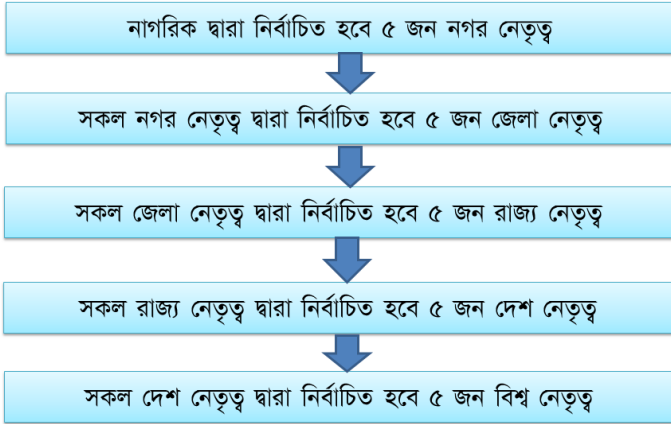 নাগরিক দ্বারা নির্বাচিত হবে ৫ জন নগর নেতৃত্ব
সকল নগর নেতৃত্ব দ্বারা নির্বাচিত হবে ৫ জন জেলা নেতৃত্ব
সকল জেলা নেতৃত্ব দ্বারা নির্বাচিত হবে ৫ জন রাজ্য নেতৃত্ব
সকল রাজ্য নেতৃত্ব দ্বারা নির্বাচিত হবে ৫ জন দেশ নেতৃত্ব
সকল দেশ নেতৃত্ব দ্বারা নির্বাচিত হবে ৫ জন বিশ্ব নেতৃত্ব